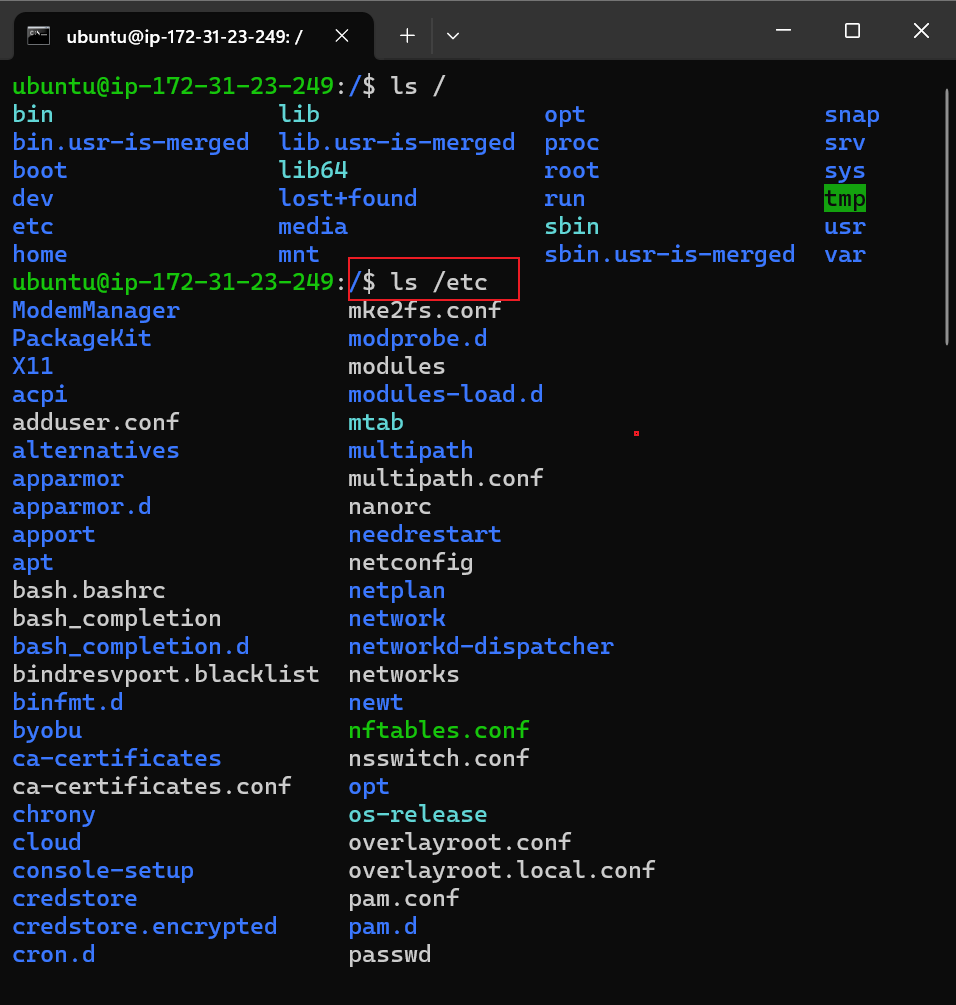 ubuntu@ip-172-31-23-249: /
ubuntu@ip-172-31-23-249:/$ ls /
bin lib opt snap
bin.usr-is-merged lib.usr-is-merged proc srv
boot lib64 root sys
dev lost+found run tmp
etc media sbin usr
home mnt sbin.usr-is-merged var
ubuntu@ip-172-31-23-249:/$ ls /etc
ModemManager mke2fs.conf
PackageKit modprobe.d
X11 modules
acpi modules-load.d
adduser.conf mtab
alternatives multipath
apparmor multipath.conf
apparmor.d nanorc
apport needrestart
apt netconfig
bash.bashrc netplan
bash_completion network
bash_completion.d networkd-dispatcher
bindresvport.blacklist networks
binfmt.d newt
byobu nftables.conf
ca-certificates nsswitch.conf
ca-certificates.conf opt
chrony os-release
cloud overlayroot.conf
console-setup overlayroot.local.conf
credstore pam.conf
credstore.encrypted pam.d
cron.d passwd